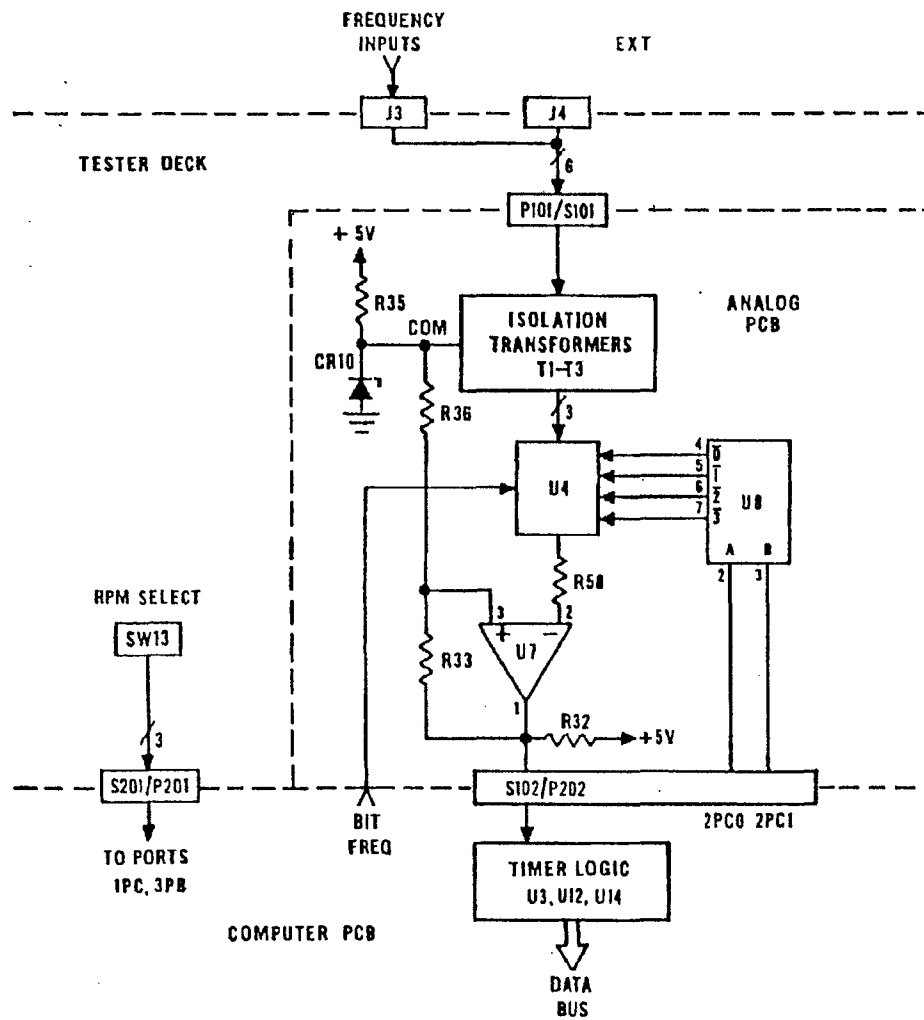 FREQUENCY
INPUTS
EXT
J3
J4
TESTER DECK
6
P101/S101
+ 5V
R35
COM
ISOLATION
TRANSFORMERS
T1-T3
ANALOG
PCB
CR10
R36
3
U4
4 0̅
5 1̅
6 2̅
7 3̅
U8
A B
2 3
R58
RPM SELECT
SW13
3 2
+ −
U7
R33
1
R32
+5V
3
S201/P201
S102/P202
BIT
FREQ
2PC0 2PC1
TO PORTS
1PC, 3PB
TIMER LOGIC
U3, U12, U14
COMPUTER PCB
DATA
BUS